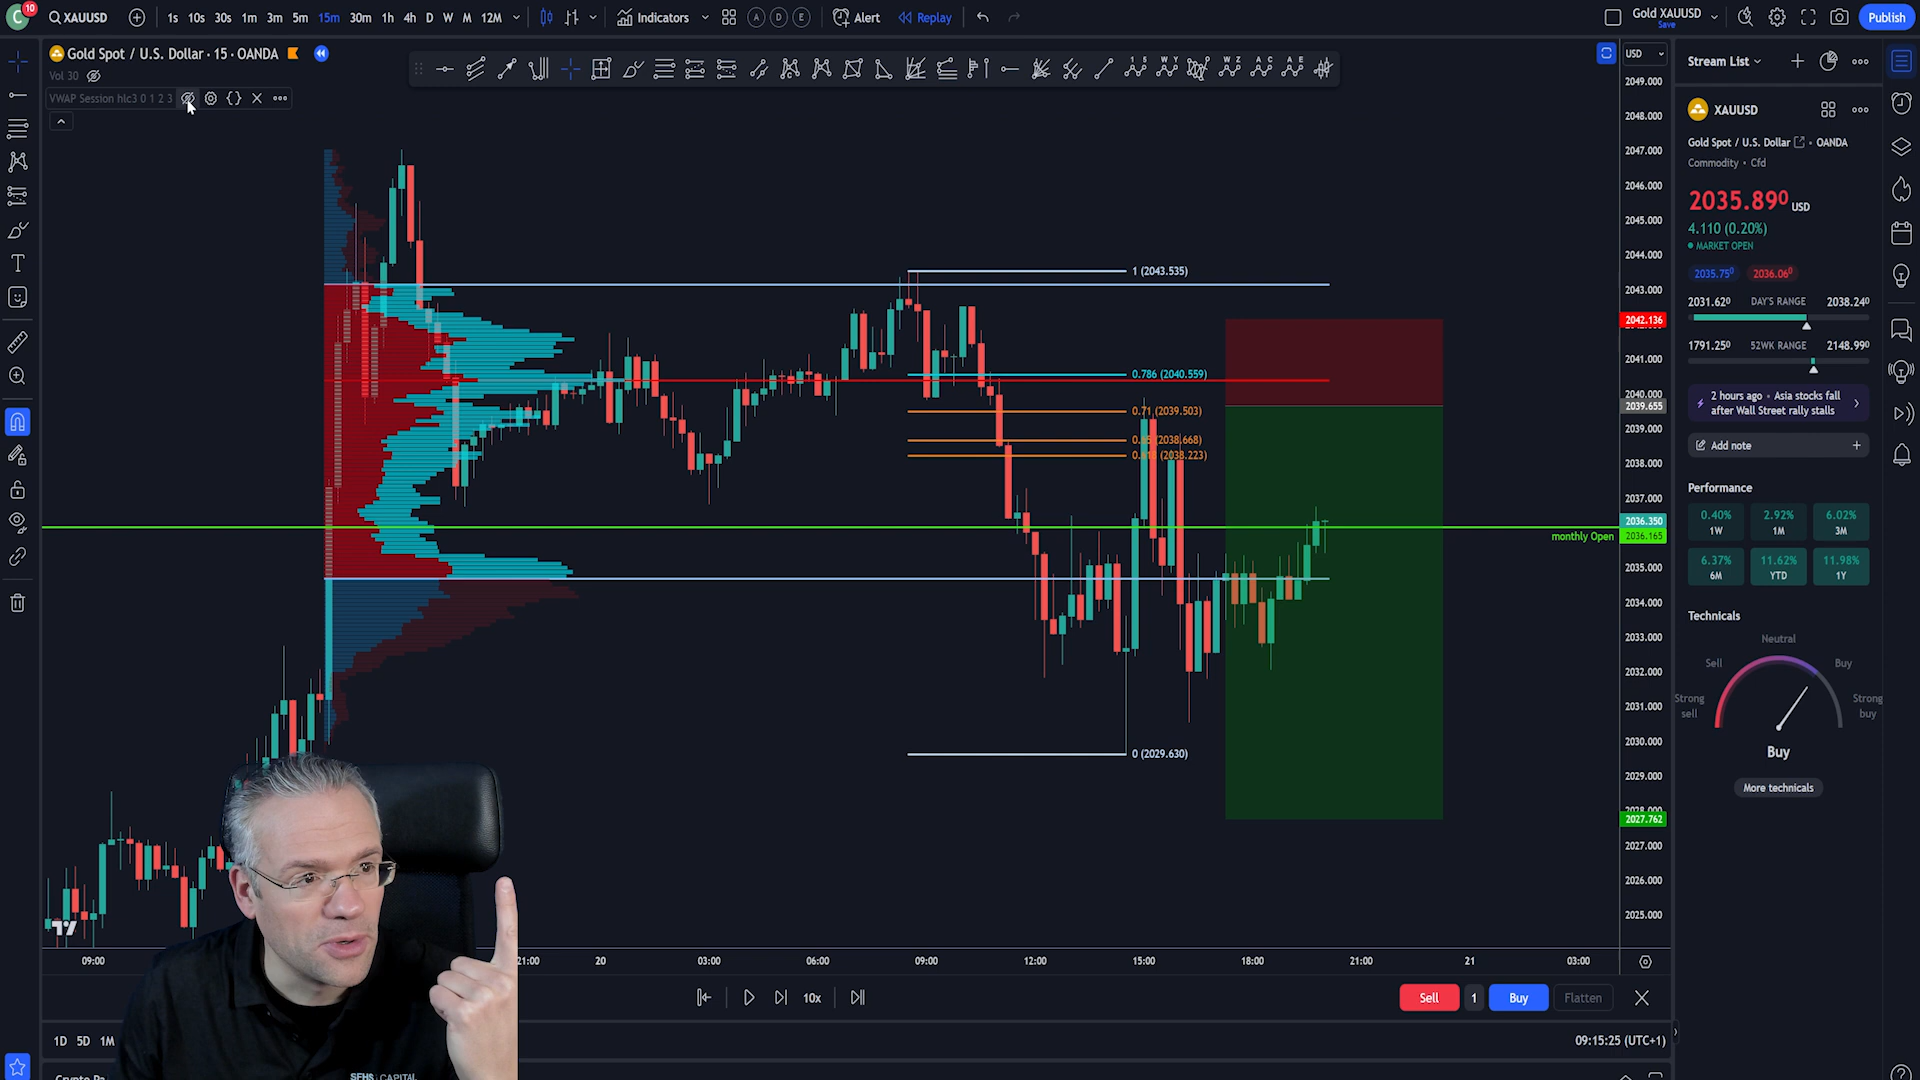 C
10
XAUUSD
1s 10s 30s 1m 3m 5m 15m 30m 1h 4h D W M 12M
Indicators
A D E
Alert
Replay
Gold XAUUSD
Save
Publish
Gold Spot / U.S. Dollar · 15 · OANDA
Vol 30
VWAP Session hlc3 0 1 2 3
USD
2049.000
2048.000
2047.000
2046.000
2045.000
2044.000
2043.000
2042.136
2041.000
2040.000
2039.655
2039.000
2038.000
2037.000
2036.350
2036.165
2035.000
2034.000
2033.000
2032.000
2031.000
2030.000
2029.000
2028.000
2027.762
2027.000
2026.000
2025.000
1 (2043.535)
0.786 (2040.559)
0.71 (2039.503)
(2038.668)
(2038.223)
monthly Open
0 (2029.630)
09:00
21:00
20
03:00
06:00
09:00
12:00
15:00
18:00
21:00
21
03:00
10x
Sell
1
Buy
Flatten
1D 5D 1M
09:15:25 (UTC+1)
SFHS CAPITAL
Stream List
XAUUSD
Gold Spot / U.S. Dollar · OANDA
Commodity · Cfd
2035.890 USD
4.110 (0.20%)
MARKET OPEN
2035.750 2036.060
2031.620 DAY'S RANGE 2038.240
1791.250 52WK RANGE 2148.990
2 hours ago · Asia stocks fall
after Wall Street rally stalls
Add note
Performance
0.40% 2.92% 6.02%
1W 1M 3M
6.37% 11.62% 11.98%
6M YTD 1Y
Technicals
Neutral
Sell Buy
Strong
sell
Strong
buy
Buy
More technicals